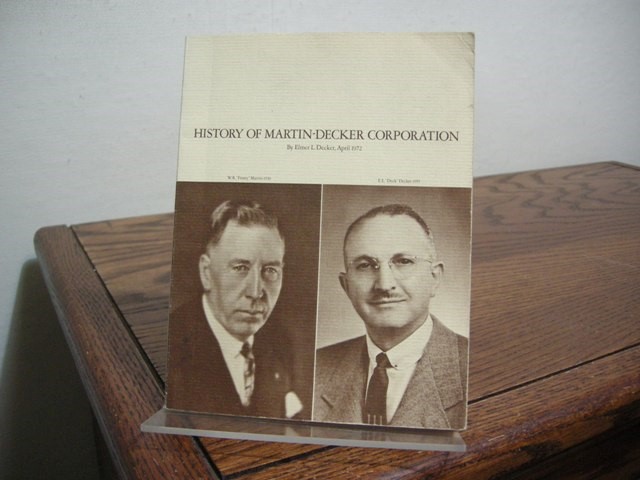 HISTORY OF MARTIN-DECKER CORPORATION
By Elmer L. Decker, April 1972